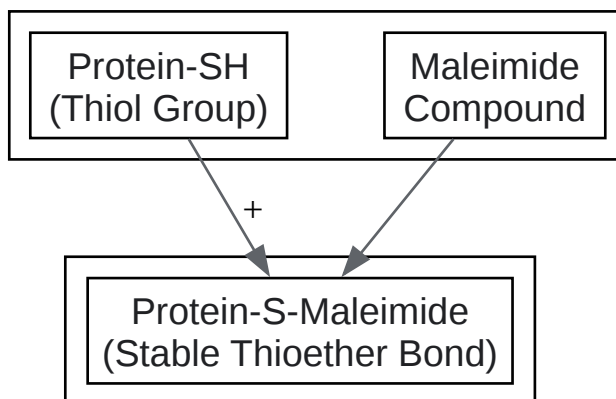 Protein-SH
(Thiol Group)
Maleimide
Compound
+
Protein-S-Maleimide
(Stable Thioether Bond)